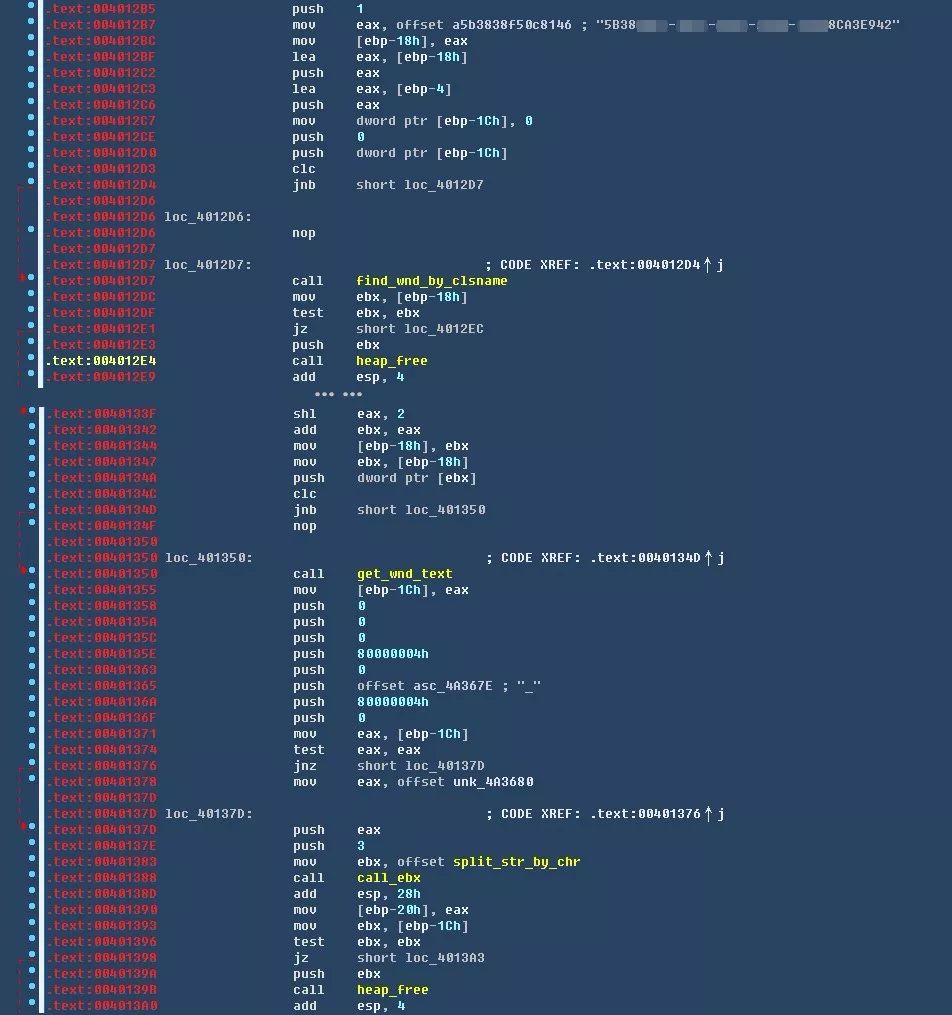 .text:004012B5 push 1
.text:004012B7 mov eax, offset a5b3838f50c8146 ; "5B38 - - - - 8CA3E942"
.text:004012BC mov [ebp-18h], eax
.text:004012BF lea eax, [ebp-18h]
.text:004012C2 push eax
.text:004012C3 lea eax, [ebp-4]
.text:004012C6 push eax
.text:004012C7 mov dword ptr [ebp-1Ch], 0
.text:004012CE push 0
.text:004012D0 push dword ptr [ebp-1Ch]
.text:004012D3 clc
.text:004012D4 jnb short loc_4012D7
.text:004012D6
.text:004012D6 loc_4012D6:
.text:004012D6 nop
.text:004012D7
.text:004012D7 loc_4012D7: ; CODE XREF: .text:004012D4↑j
.text:004012D7 call find_wnd_by_clsname
.text:004012DC mov ebx, [ebp-18h]
.text:004012DF test ebx, ebx
.text:004012E1 jz short loc_4012EC
.text:004012E3 push ebx
.text:004012E4 call heap_free
.text:004012E9 add esp, 4
... ...
.text:0040133F shl eax, 2
.text:00401342 add ebx, eax
.text:00401344 mov [ebp-18h], ebx
.text:00401347 mov ebx, [ebp-18h]
.text:0040134A push dword ptr [ebx]
.text:0040134C clc
.text:0040134D jnb short loc_401350
.text:0040134F nop
.text:00401350
.text:00401350 loc_401350: ; CODE XREF: .text:0040134D↑j
.text:00401350 call get_wnd_text
.text:00401355 mov [ebp-1Ch], eax
.text:00401358 push 0
.text:0040135A push 0
.text:0040135C push 0
.text:0040135E push 80000004h
.text:00401363 push 0
.text:00401365 push offset asc_4A367E ; "_"
.text:0040136A push 80000004h
.text:0040136F push 0
.text:00401371 mov eax, [ebp-1Ch]
.text:00401374 test eax, eax
.text:00401376 jnz short loc_40137D
.text:00401378 mov eax, offset unk_4A3680
.text:0040137D
.text:0040137D loc_40137D: ; CODE XREF: .text:00401376↑j
.text:0040137D push eax
.text:0040137E push 3
.text:00401383 mov ebx, offset split_str_by_chr
.text:00401388 call call_ebx
.text:0040138D add esp, 28h
.text:00401390 mov [ebp-20h], eax
.text:00401393 mov ebx, [ebp-1Ch]
.text:00401396 test ebx, ebx
.text:00401398 jz short loc_4013A3
.text:0040139A push ebx
.text:0040139B call heap_free
.text:004013A0 add esp, 4